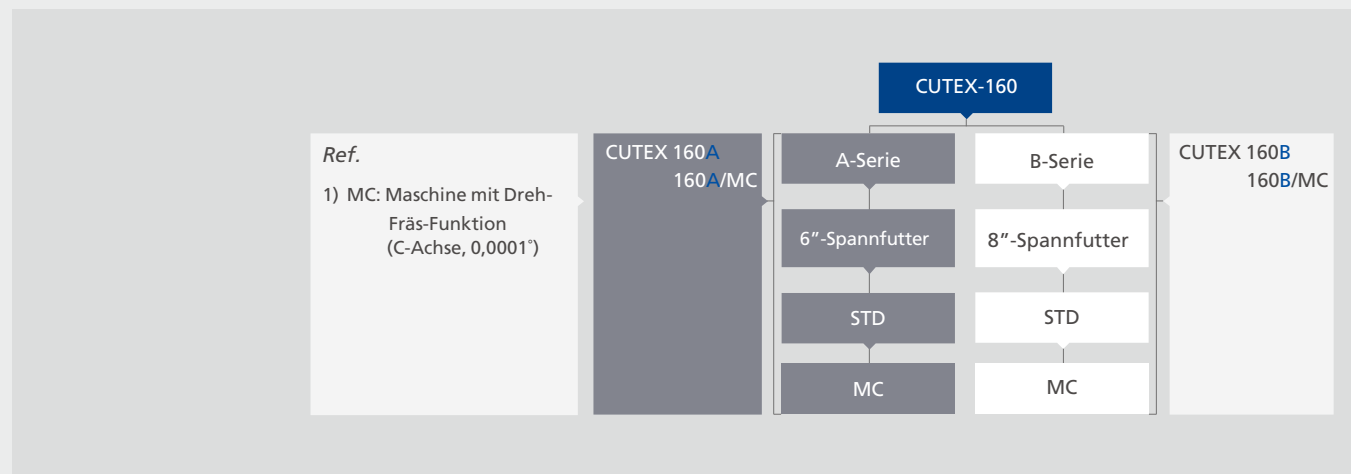 CUTEX-160
Ref.
1) MC: Maschine mit Dreh-
Fräs-Funktion
(C-Achse, 0,0001°)
CUTEX 160A
160A/MC
A-Serie
6”-Spannfutter
STD
MC
B-Serie
8”-Spannfutter
STD
MC
CUTEX 160B
160B/MC